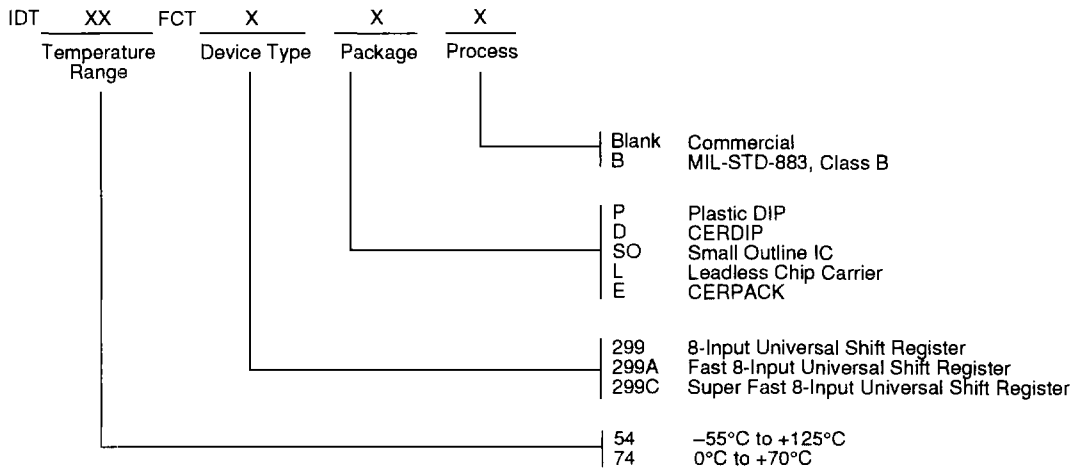 IDT XX FCT X X X
Temperature Range Device Type Package Process
Blank Commercial
B MIL-STD-883, Class B
P Plastic DIP
D CERDIP
SO Small Outline IC
L Leadless Chip Carrier
E CERPACK
299 8-Input Universal Shift Register
299A Fast 8-Input Universal Shift Register
299C Super Fast 8-Input Universal Shift Register
54 –55°C to +125°C
74 0°C to +70°C